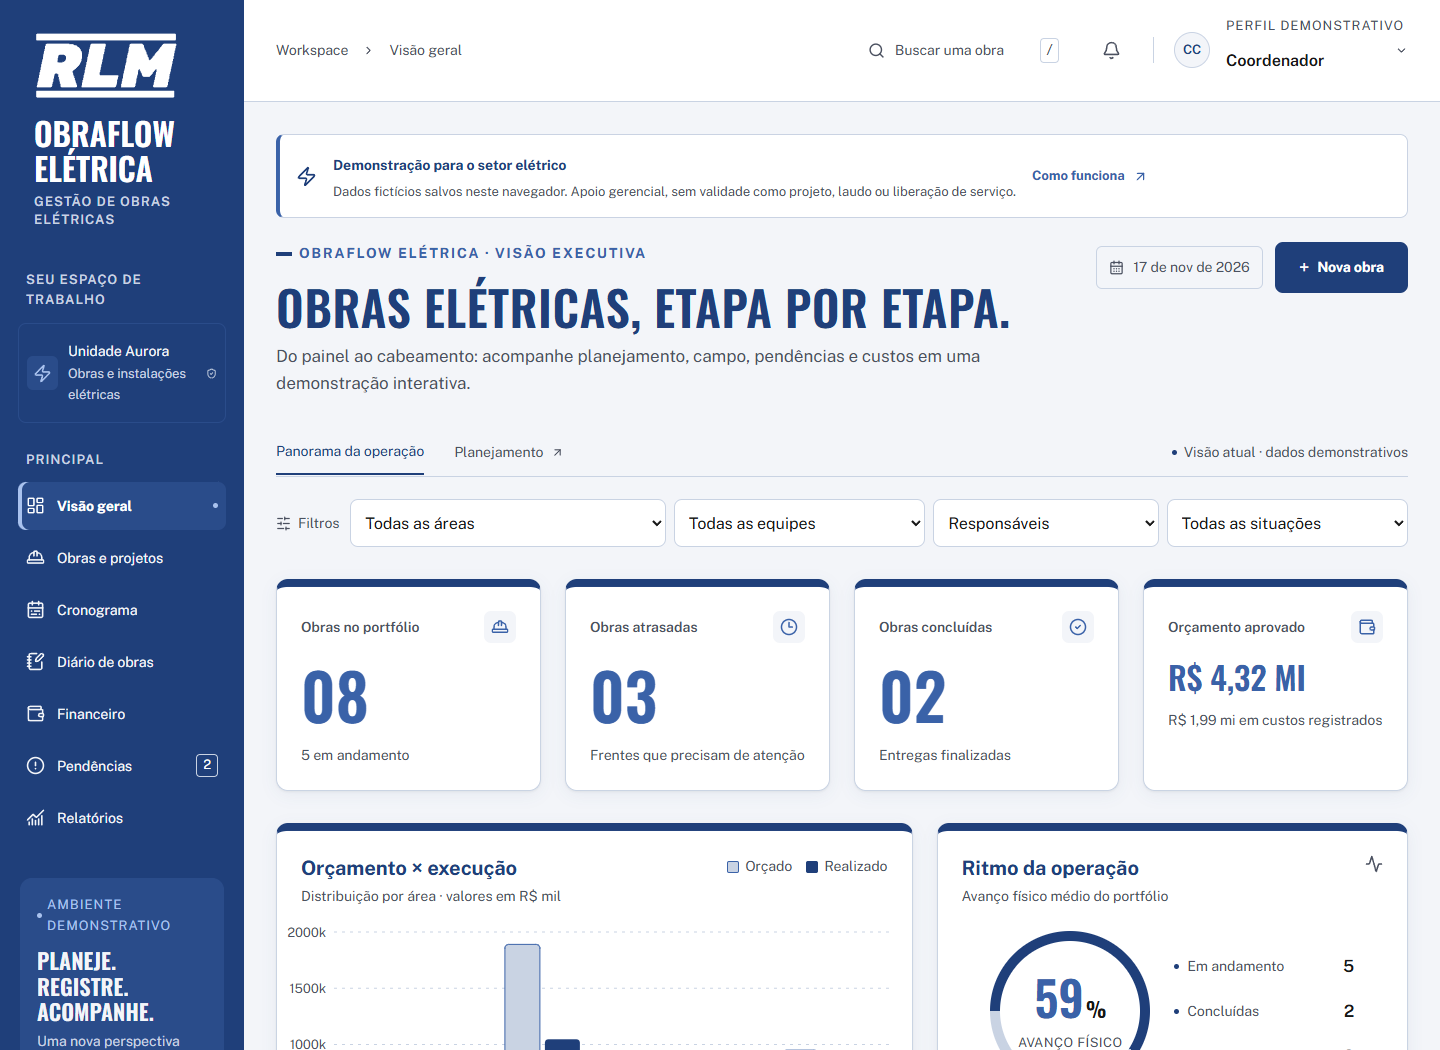 RLM
OBRAFLOW
ELÉTRICA
GESTÃO DE OBRAS
ELÉTRICAS
SEU ESPAÇO DE
TRABALHO
Unidade Aurora
Obras e instalações
elétricas
PRINCIPAL
Visão geral
Obras e projetos
Cronograma
Diário de obras
Financeiro
Pendências 2
Relatórios
AMBIENTE
DEMONSTRATIVO
PLANEJE.
REGISTRE.
ACOMPANHE.
Uma nova perspectiva
Workspace > Visão geral
Buscar uma obra /
CC
PERFIL DEMONSTRATIVO
Coordenador
Demonstração para o setor elétrico
Dados fictícios salvos neste navegador. Apoio gerencial, sem validade como projeto, laudo ou liberação de serviço.
Como funciona
OBRAFLOW ELÉTRICA · VISÃO EXECUTIVA
OBRAS ELÉTRICAS, ETAPA POR ETAPA.
Do painel ao cabeamento: acompanhe planejamento, campo, pendências e custos em uma
demonstração interativa.
17 de nov de 2026
+ Nova obra
Panorama da operação
Planejamento
Visão atual · dados demonstrativos
Filtros
Todas as áreas
Todas as equipes
Responsáveis
Todas as situações
Obras no portfólio
08
5 em andamento
Obras atrasadas
03
Frentes que precisam de atenção
Obras concluídas
02
Entregas finalizadas
Orçamento aprovado
R$ 4,32 MI
R$ 1,99 mi em custos registrados
Orçamento × execução
Distribuição por área · valores em R$ mil
Orçado
Realizado
2000k
1500k
1000k
Ritmo da operação
Avanço físico médio do portfólio
59%
AVANÇO FÍSICO
Em andamento 5
Concluídas 2